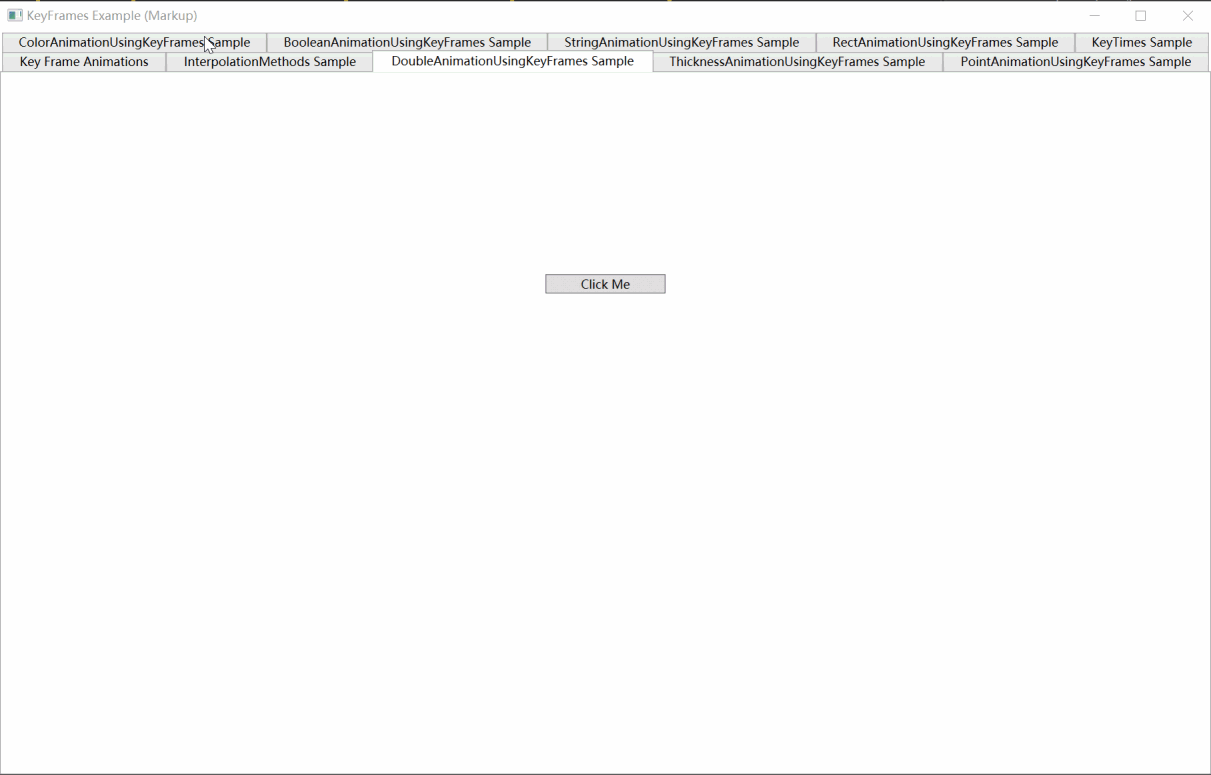 KeyFrames Example (Markup)
ColorAnimationUsingKeyFrames Sample BooleanAnimationUsingKeyFrames Sample StringAnimationUsingKeyFrames Sample RectAnimationUsingKeyFrames Sample KeyTimes Sample
Key Frame Animations InterpolationMethods Sample DoubleAnimationUsingKeyFrames Sample ThicknessAnimationUsingKeyFrames Sample PointAnimationUsingKeyFrames Sample
Click Me